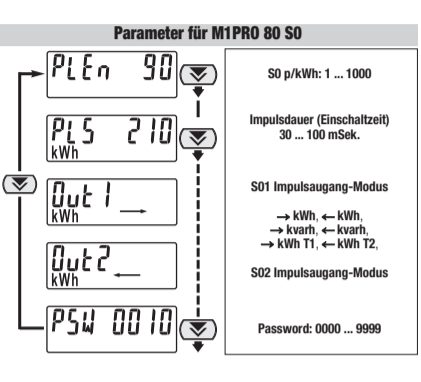 Parameter für M1PRO 80 S0
PLEn 90
S0 p/kWh: 1 ... 1000
PLS 210
kWh
Impulsdauer (Einschaltzeit)
30 ... 100 mSek.
Out1 →
kWh
S01 Impulsaugang-Modus
→ kWh, ← kWh,
→ kvarh, ← kvarh,
→ kWh T1, ← kWh T2,
Out2 ←
kWh
S02 Impulsaugang-Modus
PSW 0010
Password: 0000 ... 9999